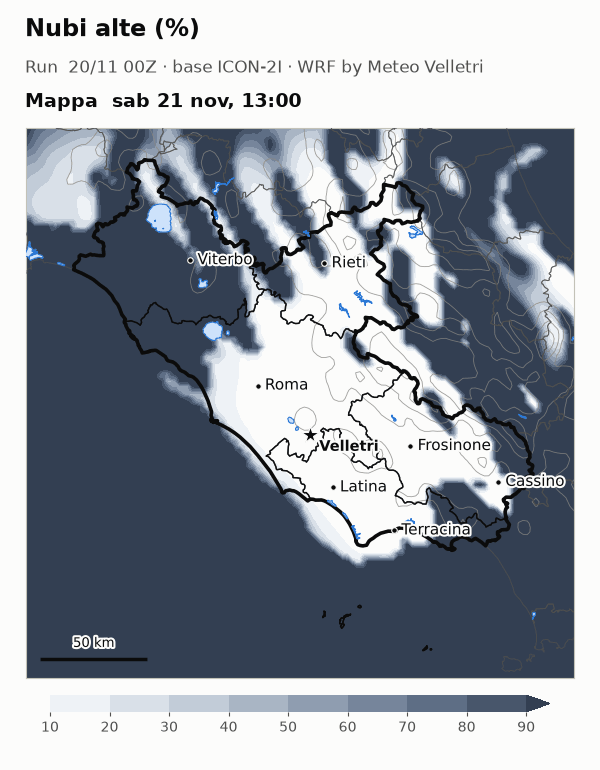 Nubi alte (%)
Run  20/11 00Z · base ICON-2I · WRF by Meteo Velletri
Mappa  sab 21 nov, 13:00
Viterbo
Rieti
Roma
Velletri
Frosinone
Latina
Cassino
Terracina
50 km
10 20 30 40 50 60 70 80 90